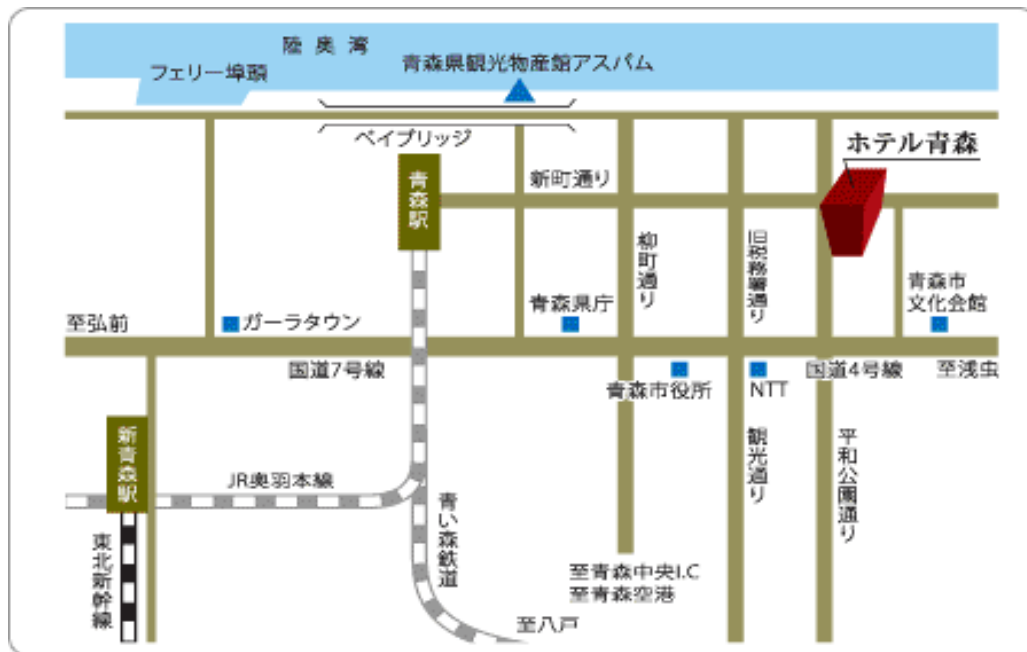 陸奥湾
フェリー埠頭
青森県観光物産館アスパム
ベイブリッジ
ホテル青森
青森駅
新町通り
柳町通り
旧税務署通り
青森市
文化会館
青森県庁
至弘前
ガーラタウン
国道7号線
青森市役所
NTT
国道4号線
至浅虫
新青森駅
JR奥羽本線
青い森鉄道
観光通り
平和公園通り
東北新幹線
至青森中央I.C
至青森空港
至八戸